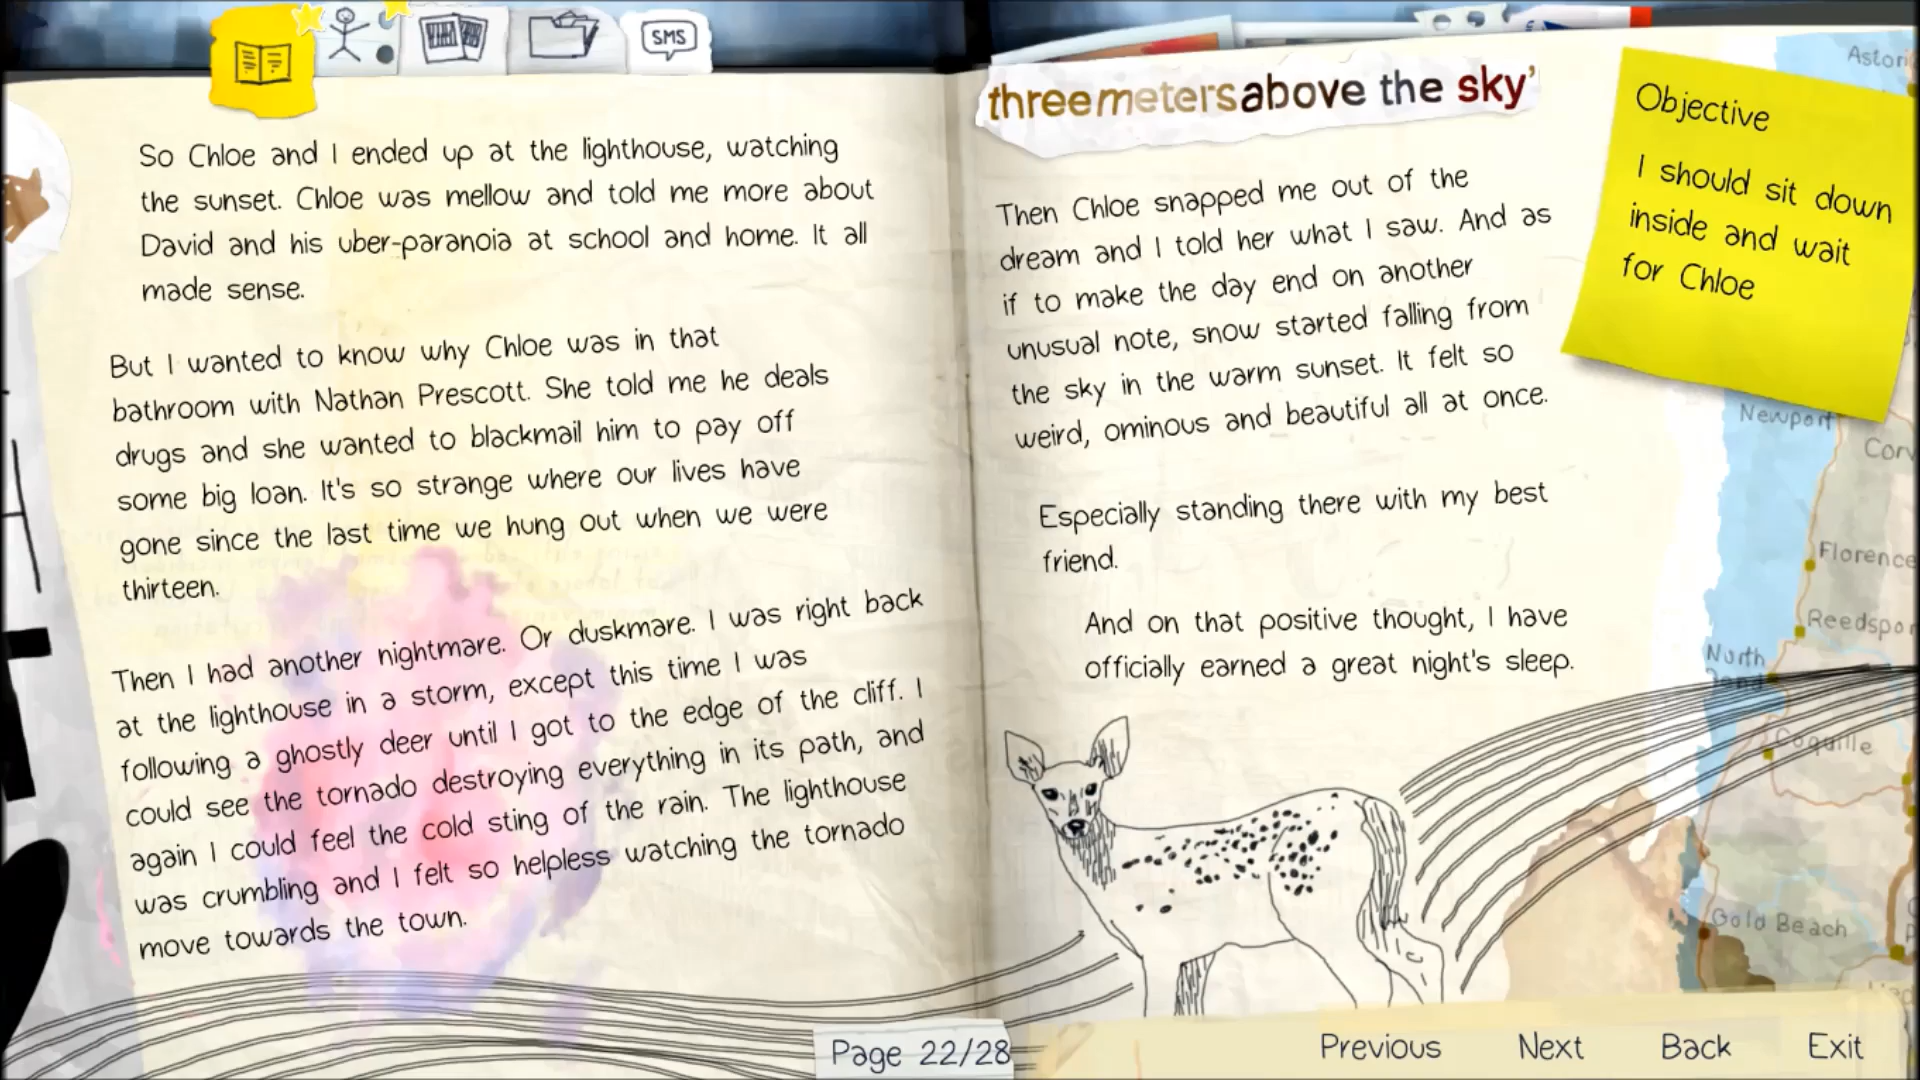 SMS
So Chloe and I ended up at the lighthouse, watching
the sunset. Chloe was mellow and told me more about
David and his uber-paranoia at school and home. It all
made sense.
But I wanted to know why Chloe was in that
bathroom with Nathan Prescott. She told me he deals
drugs and she wanted to blackmail him to pay off
some big loan. It's so strange where our lives have
gone since the last time we hung out when we were
thirteen.
Then I had another nightmare. Or duskmare. I was right back
at the lighthouse in a storm, except this time I was
following a ghostly deer until I got to the edge of the cliff. I
could see the tornado destroying everything in its path, and
again I could feel the cold sting of the rain. The lighthouse
was crumbling and I felt so helpless watching the tornado
move towards the town.
threemetersabove the sky'
Then Chloe snapped me out of the
dream and I told her what I saw. And as
if to make the day end on another
unusual note, snow started falling from
the sky in the warm sunset. It felt so
weird, ominous and beautiful all at once.
Especially standing there with my best
friend.
And on that positive thought, I have
officially earned a great night's sleep.
Objective
I should sit down
inside and wait
for Chloe
Astori
Newport
Corv
Florence
Reedspor
North
Bend
Coquille
Gold Beach
Page 22/28
Previous
Next
Back
Exit